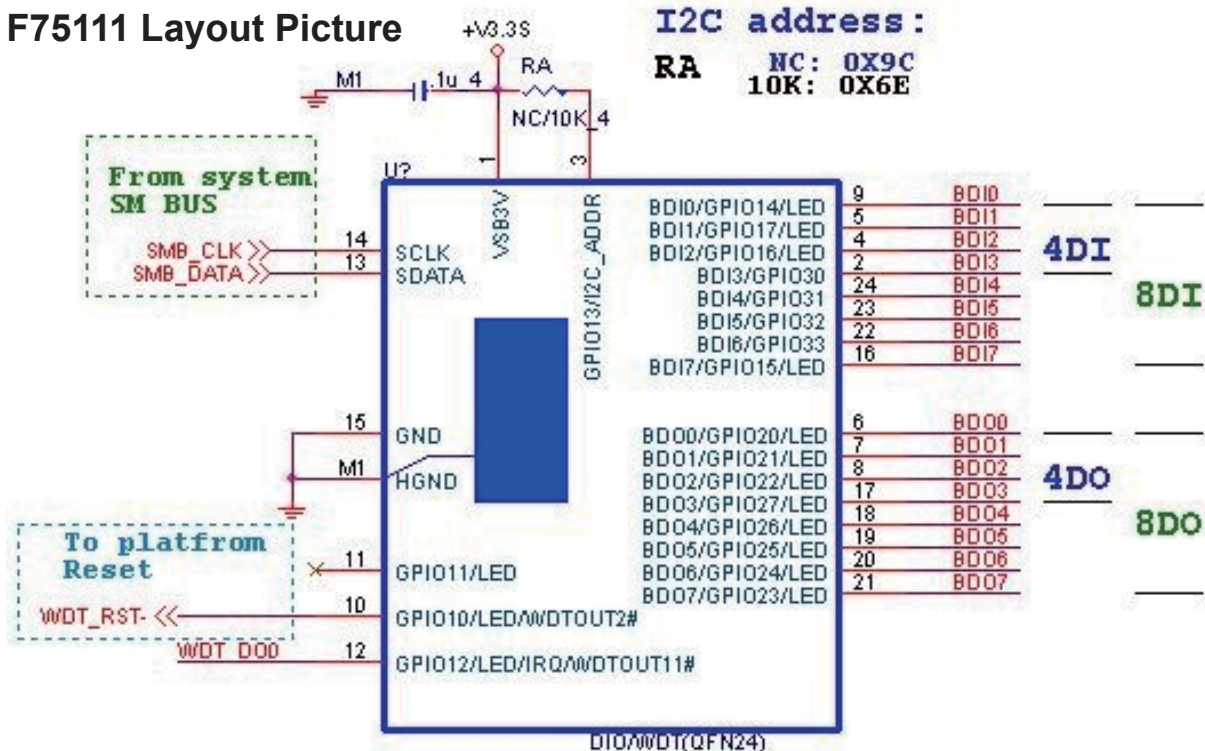 F75111 Layout Picture
+V3.3S
I2C address:
RA NC: 0X9C
10K: 0X6E
M1
.1u_4
RA
NC/10K_4
1
3
From system
SM BUS
SMB_CLK
SMB_DATA
U?
14 SCLK
13 SDATA
VSB3V
GPIO13/I2C_ADDR
BDI0/GPIO14/LED 9 BDI0
BDI1/GPIO17/LED 5 BDI1
BDI2/GPIO16/LED 4 BDI2
BDI3/GPIO30 2 BDI3
BDI4/GPIO31 24 BDI4
BDI5/GPIO32 23 BDI5
BDI6/GPIO33 22 BDI6
BDI7/GPIO15/LED 16 BDI7
4DI
8DI
15 GND
M1 HGND
BDO0/GPIO20/LED 6 BDO0
BDO1/GPIO21/LED 7 BDO1
BDO2/GPIO22/LED 8 BDO2
BDO3/GPIO27/LED 17 BDO3
BDO4/GPIO26/LED 18 BDO4
BDO5/GPIO25/LED 19 BDO5
BDO6/GPIO24/LED 20 BDO6
BDO7/GPIO23/LED 21 BDO7
4DO
8DO
To platfrom
Reset
WDT_RST-
11 GPIO11/LED
10 GPIO10/LED/WDTOUT2#
WDT_DO0 12 GPIO12/LED/IRQ/WDTOUT11#
DIO/WDT(QFN24)